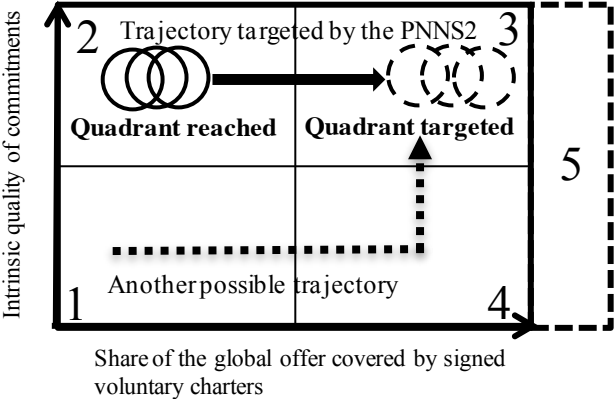 Intrinsic quality of commitments
2
Trajectory targeted by the PNNS2
3
Quadrant reached
Quadrant targeted
5
Another possible trajectory
1
4
Share of the global offer covered by signed
voluntary charters